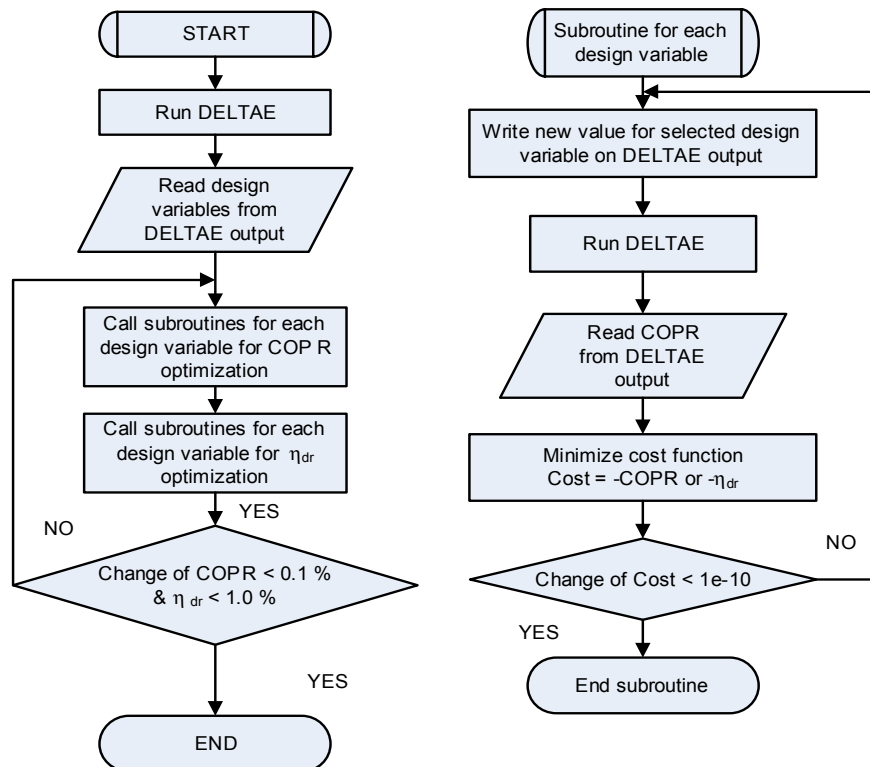 START
Run DELTAE
Read design
variables from
DELTAE output
Call subroutines for each
design variable for COP R
optimization
Call subroutines for each
design variable for ηdr
optimization
YES
NO
Change of COPR < 0.1 %
& η dr < 1.0 %
YES
END
Subroutine for each
design variable
Write new value for selected design
variable on DELTAE output
Run DELTAE
Read COPR
from DELTAE
output
Minimize cost function
Cost = -COPR or -ηdr
NO
Change of Cost < 1e-10
YES
End subroutine